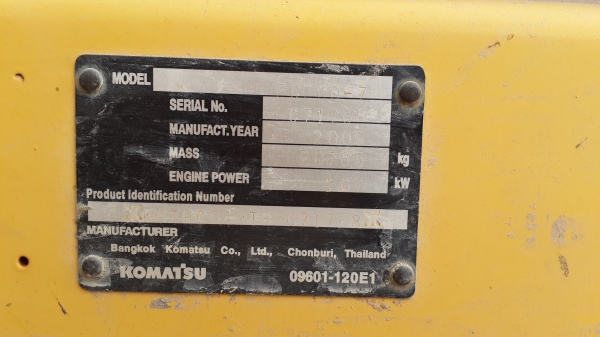 MODEL
SERIAL No.
MANUFACT.YEAR
MASS kg
ENGINE POWER kW
Product Identification Number
MANUFACTURER
Bangkok Komatsu Co., Ltd., Chonburi, Thailand
KOMATSU 09601-120E1